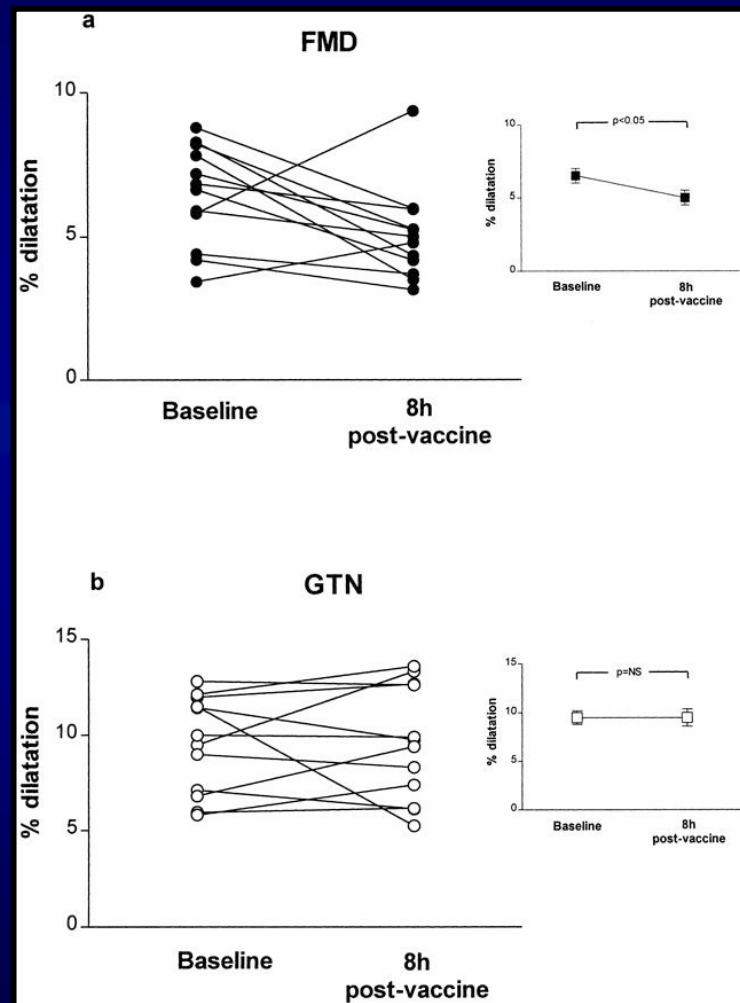 a
FMD
10
5
0
% dilatation
Baseline
8h
post-vaccine
10
5
0
% dilatation
p<0.05
Baseline
8h
post-vaccine
b
GTN
15
10
5
0
% dilatation
Baseline
8h
post-vaccine
15
10
5
0
% dilatation
p=NS
Baseline
8h
post-vaccine